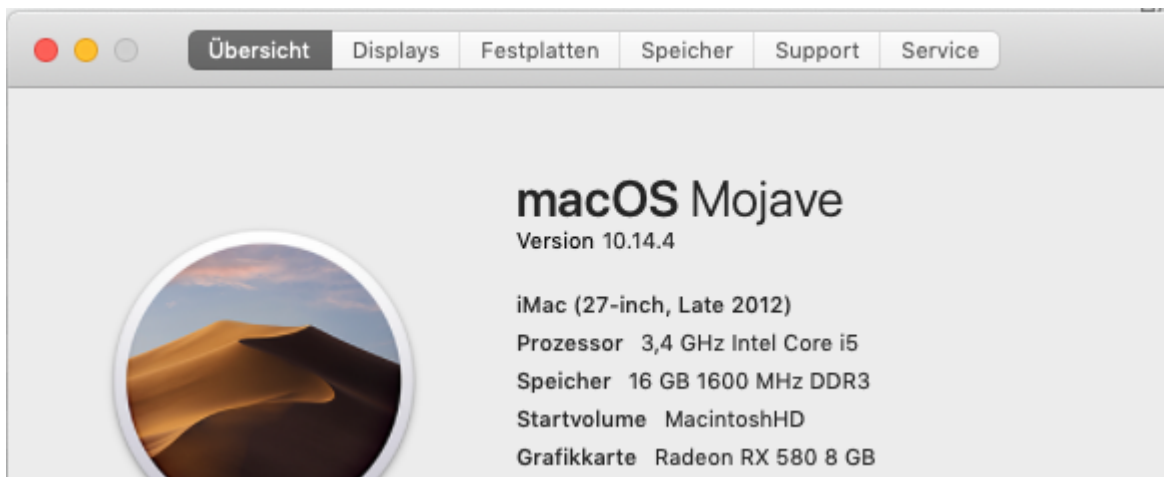 Übersicht Displays Festplatten Speicher Support Service
macOS Mojave
Version 10.14.4
iMac (27-inch, Late 2012)
Prozessor 3,4 GHz Intel Core i5
Speicher 16 GB 1600 MHz DDR3
Startvolume MacintoshHD
Grafikkarte Radeon RX 580 8 GB